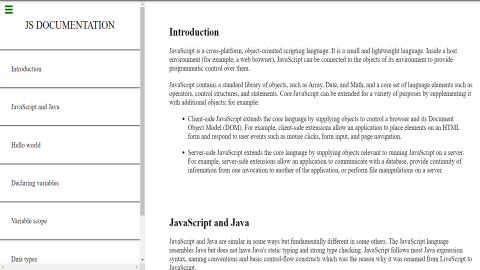 JS DOCUMENTATION
Introduction
JavaScript and Java
Hello world
Declaring variables
Variable scope
Data types
Introduction
JavaScript is a cross-platform, object-oriented scripting language. It is a small and lightweight language. Inside a host
environment (for example, a web browser), JavaScript can be connected to the objects of its environment to provide
programmatic control over them.
JavaScript contains a standard library of objects, such as Array, Date, and Math, and a core set of language elements such as
operators, control structures, and statements. Core JavaScript can be extended for a variety of purposes by supplementing it
with additional objects; for example:
• Client-side JavaScript extends the core language by supplying objects to control a browser and its Document
Object Model (DOM). For example, client-side extensions allow an application to place elements on an HTML
form and respond to user events such as mouse clicks, form input, and page navigation.
• Server-side JavaScript extends the core language by supplying objects relevant to running JavaScript on a server.
For example, server-side extensions allow an application to communicate with a database, provide continuity of
information from one invocation to another of the application, or perform file manipulations on a server.
JavaScript and Java
JavaScript and Java are similar in some ways but fundamentally different in some others. The JavaScript language
resembles Java but does not have Java's static typing and strong type checking. JavaScript follows most Java expression
syntax, naming conventions and basic control-flow constructs which was the reason why it was renamed from LiveScript to
JavaScript.